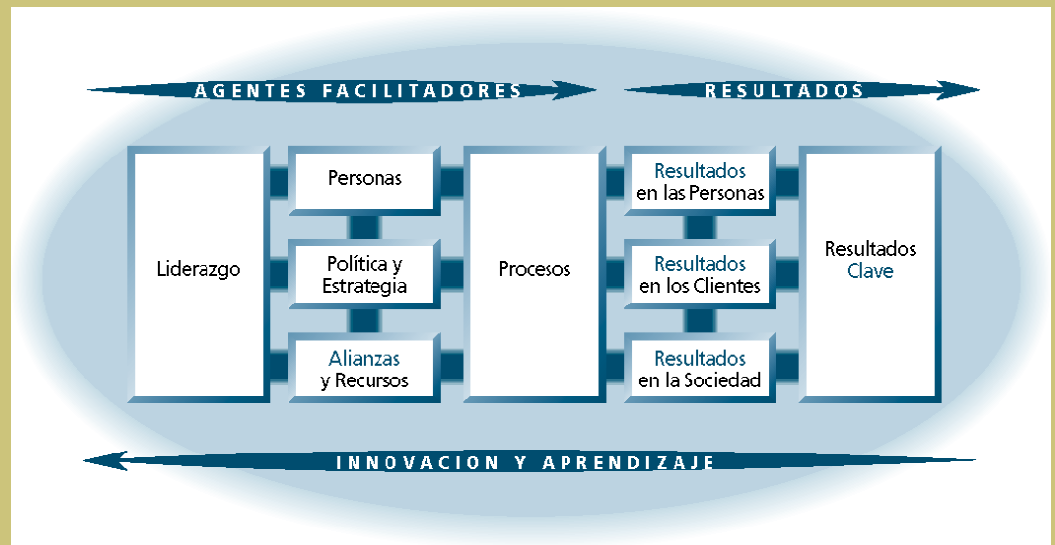 AGENTES FACILITADORES
RESULTADOS
Liderazgo
Personas
Política y
Estrategia
Alianzas
y Recursos
Procesos
Resultados
en las Personas
Resultados
en los Clientes
Resultados
en la Sociedad
Resultados
Clave
INNOVACION Y APRENDIZAJE